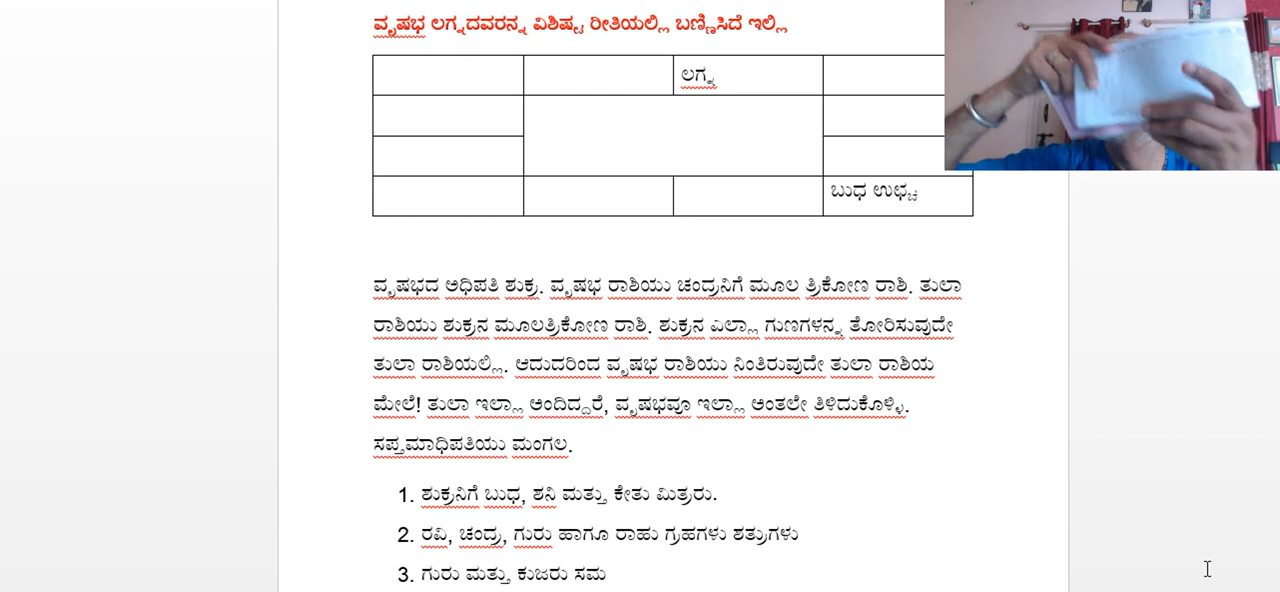 ವೃಷಭ ಲಗ್ನದವರನ್ನ ವಿಶಿಷ್ಟ ರೀತಿಯಲ್ಲಿ ಬಣ್ಣಿಸಿದೆ ಇಲ್ಲಿ
ಲಗ್ನ
ಬುಧ ಉಛ್ಚ
ವೃಷಭದ ಅಧಿಪತಿ ಶುಕ್ರ. ವೃಷಭ ರಾಶಿಯು ಚಂದ್ರನಿಗೆ ಮೂಲ ತ್ರಿಕೋಣ ರಾಶಿ. ತುಲಾ
ರಾಶಿಯು ಶುಕ್ರನ ಮೂಲತ್ರಿಕೋಣ ರಾಶಿ. ಶುಕ್ರನ ಎಲ್ಲಾ ಗುಣಗಳನ್ನ ತೋರಿಸುವುದೇ
ತುಲಾ ರಾಶಿಯಲ್ಲಿ. ಆದುದರಿಂದ ವೃಷಭ ರಾಶಿಯು ನಿಂತಿರುವುದೇ ತುಲಾ ರಾಶಿಯ
ಮೇಲೆ! ತುಲಾ ಇಲ್ಲಾ ಅಂದಿದ್ದರೆ, ವೃಷಭವೂ ಇಲ್ಲಾ ಅಂತಲೇ ತಿಳಿದುಕೊಳ್ಳಿ.
ಸಪ್ತಮಾಧಿಪತಿಯು ಮಂಗಲ.
1. ಶುಕ್ರನಿಗೆ ಬುಧ, ಶನಿ ಮತ್ತು ಕೇತು ಮಿತ್ರರು.
2. ರವಿ, ಚಂದ್ರ, ಗುರು ಹಾಗೂ ರಾಹು ಗ್ರಹಗಳು ಶತ್ರುಗಳು
3. ಗುರು ಮತ್ತು ಕುಜರು ಸಮ